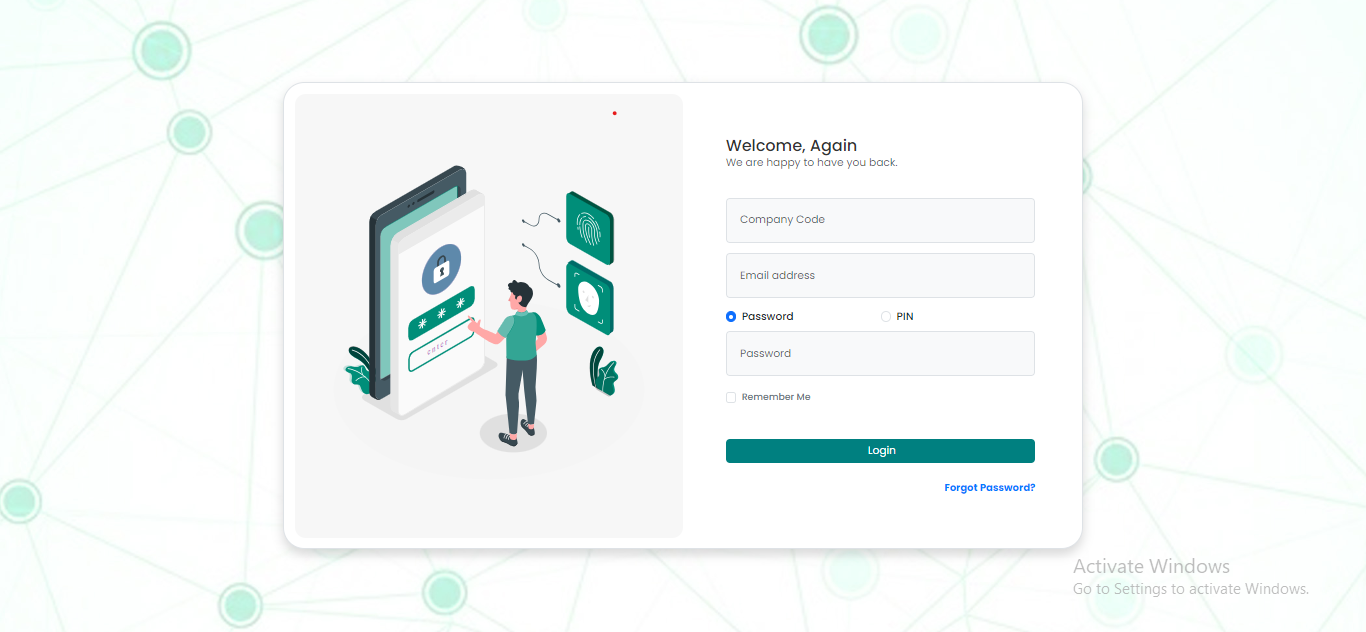 Welcome, Again
We are happy to have you back.
Company Code
Email address
Password PIN
Password
Remember Me
Login
Forgot Password?
* * *
enter
Activate Windows
Go to Settings to activate Windows.